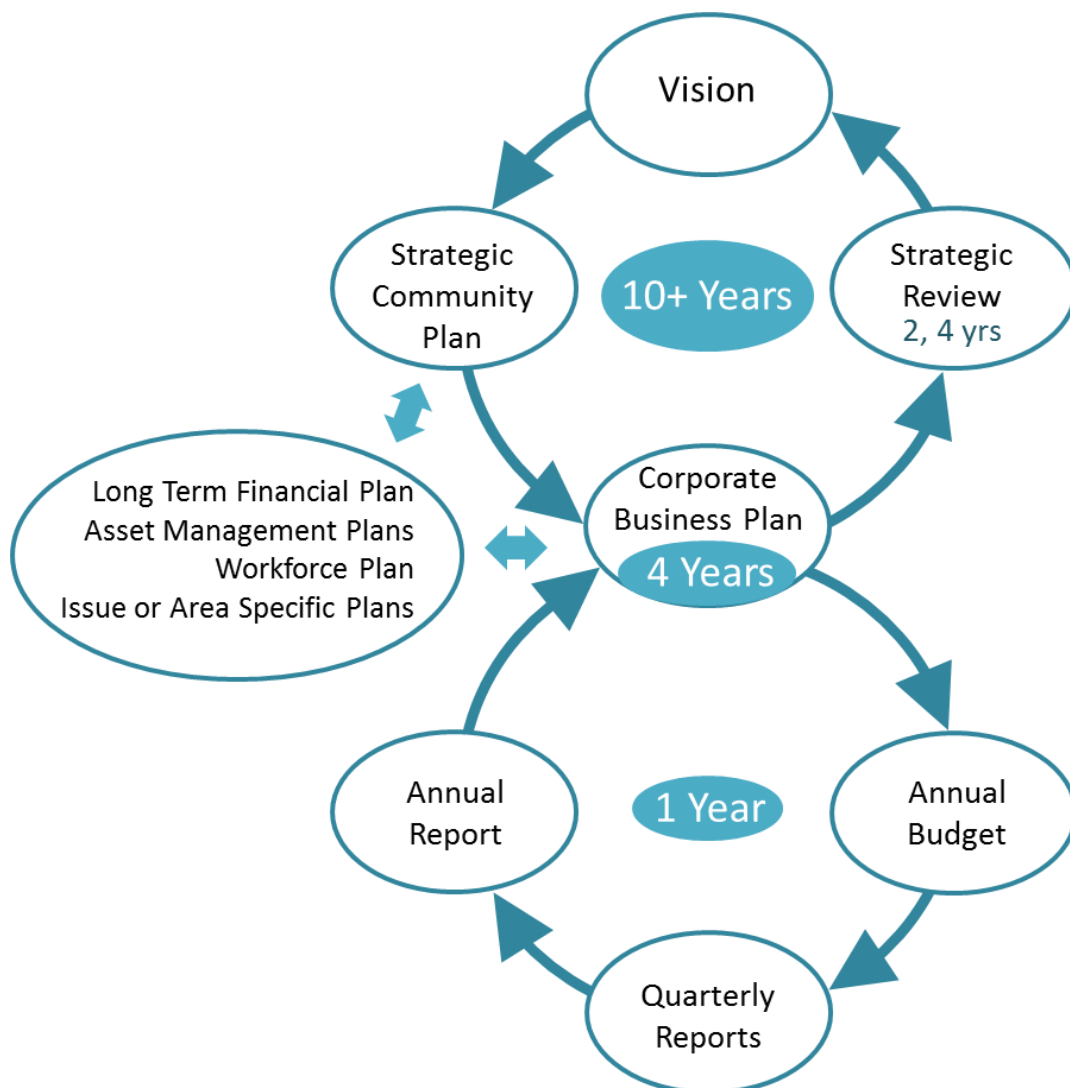 Vision
Strategic
Community
Plan
10+ Years
Strategic
Review
2, 4 yrs
Long Term Financial Plan
Asset Management Plans
Workforce Plan
Issue or Area Specific Plans
Corporate
Business Plan
4 Years
Annual
Report
1 Year
Annual
Budget
Quarterly
Reports